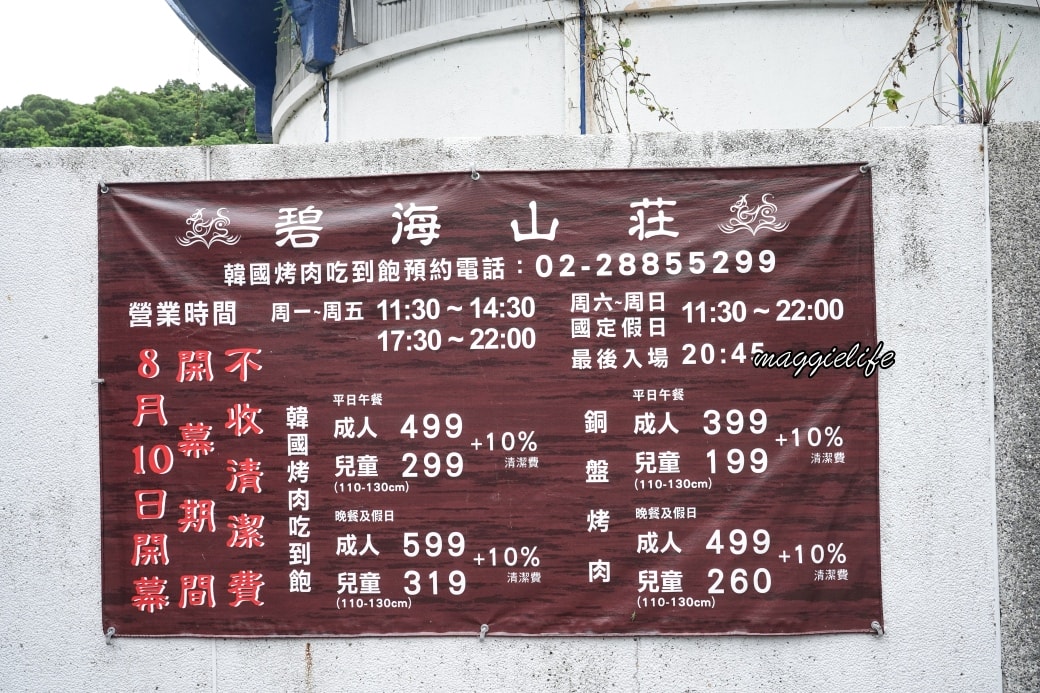 碧海山莊
韓國烤肉吃到飽預約電話：02-28855299
營業時間
周一~周五 11:30～14:30
17:30～22:00
周六~周日
國定假日
11:30～22:00
最後入場 20:45
maggielife
8月10日開幕
開幕期間
不收清潔費
韓國烤肉吃到飽
平日午餐
成人 499
兒童 299
(110-130cm)
+10%
清潔費
晚餐及假日
成人 599
兒童 319
(110-130cm)
+10%
清潔費
銅盤烤肉
平日午餐
成人 399
兒童 199
(110-130cm)
+10%
清潔費
晚餐及假日
成人 499
兒童 260
(110-130cm)
+10%
清潔費